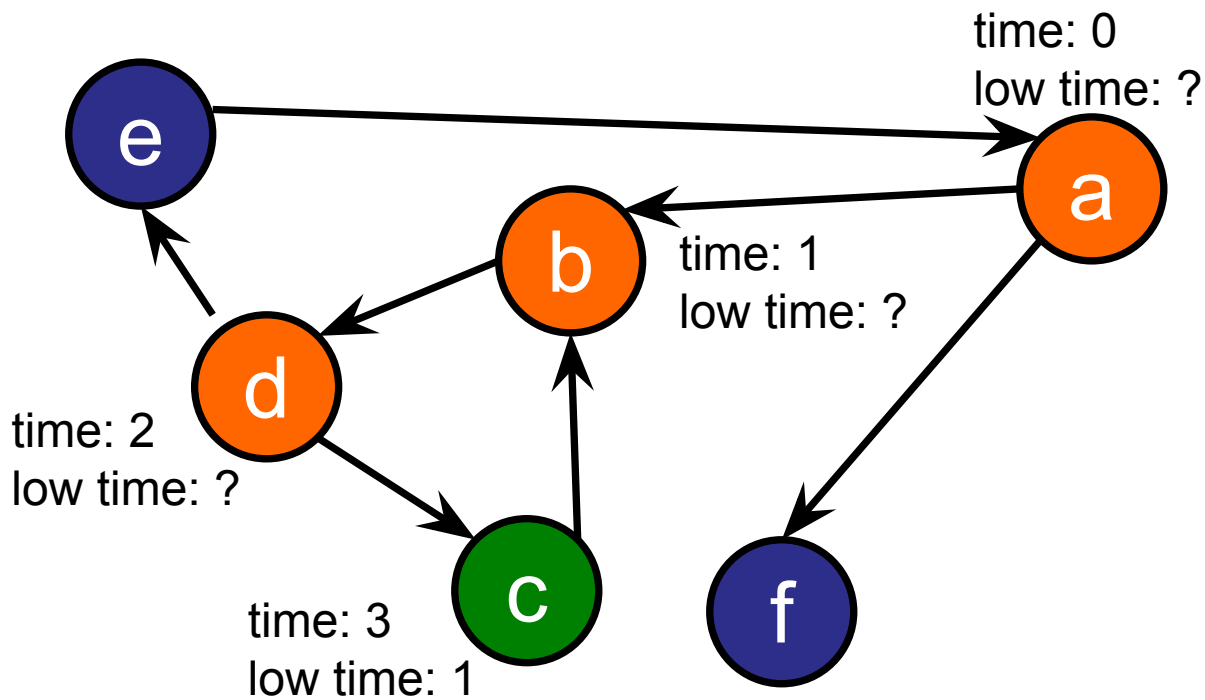 time: 0
low time: ?
e
a
b
time: 1
low time: ?
d
time: 2
low time: ?
c
f
time: 3
low time: 1